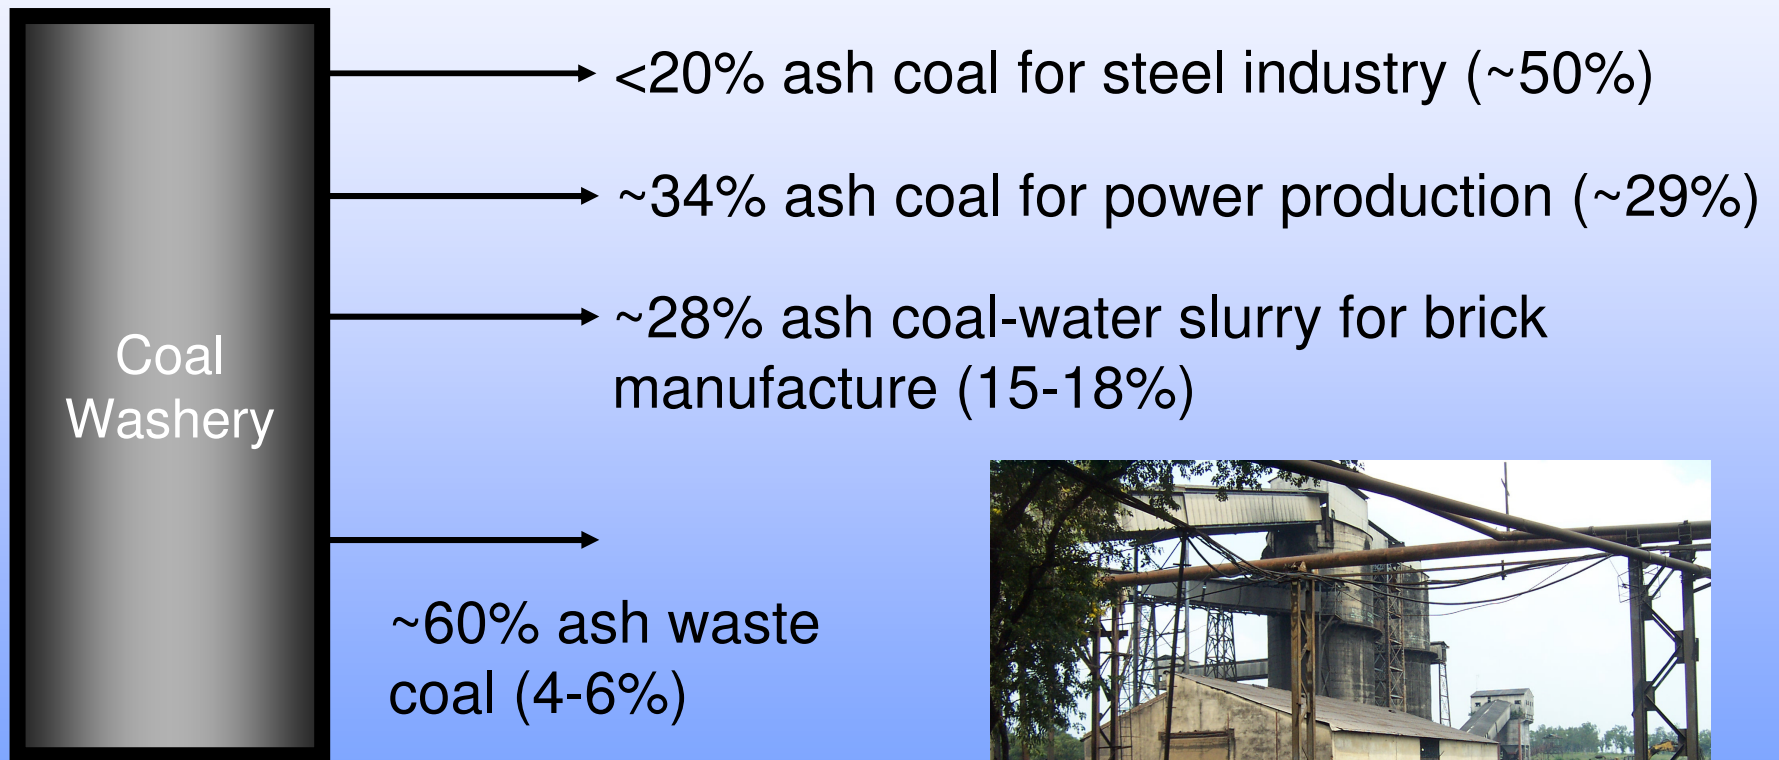 Coal
Washery
<20% ash coal for steel industry (~50%)
~34% ash coal for power production (~29%)
~28% ash coal-water slurry for brick
manufacture (15-18%)
~60% ash waste
coal (4-6%)